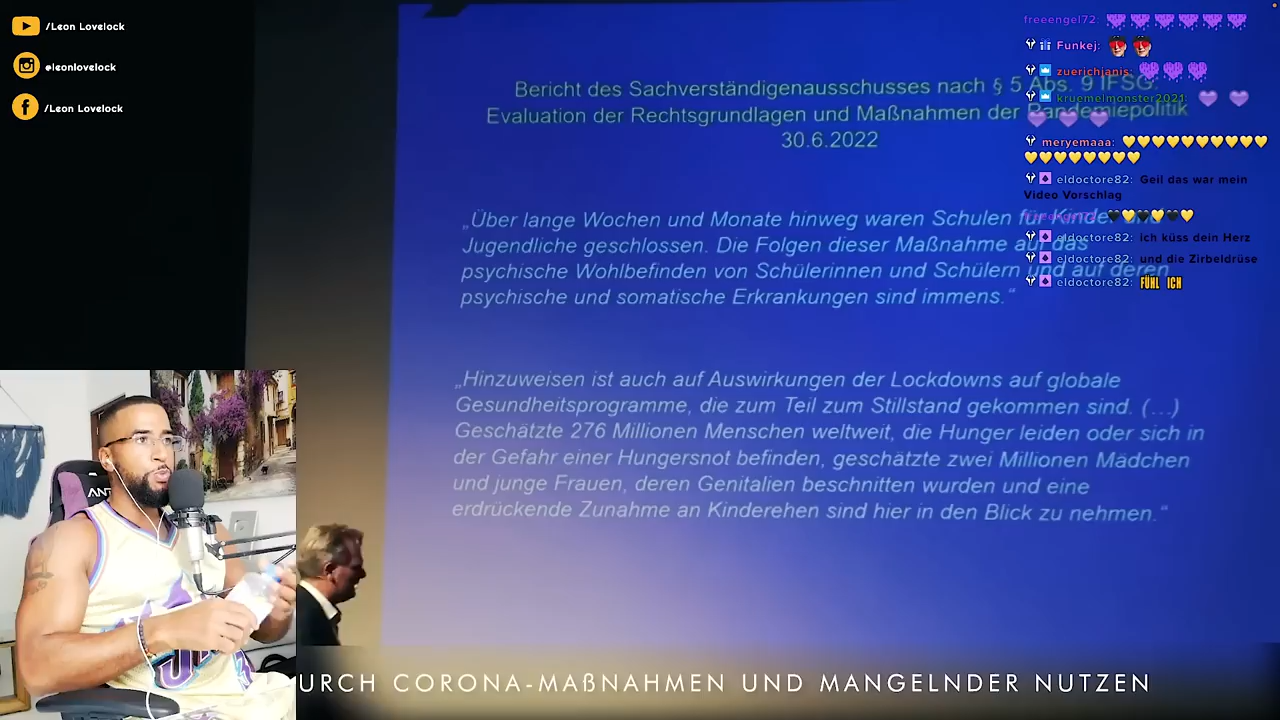 /Leon Lovelock
@leonlovelock
/Leon Lovelock
Bericht des Sachverständigenausschusses nach § 5 Abs. 9 IFSG:
Evaluation der Rechtsgrundlagen und Maßnahmen der Pandemiepolitik
30.6.2022
„Über lange Wochen und Monate hinweg waren Schulen für Kinder und
Jugendliche geschlossen. Die Folgen dieser Maßnahme auf das
psychische Wohlbefinden von Schülerinnen und Schülern und auf deren
psychische und somatische Erkrankungen sind immens.“
„Hinzuweisen ist auch auf Auswirkungen der Lockdowns auf globale
Gesundheitsprogramme, die zum Teil zum Stillstand gekommen sind. (…)
Geschätzte 276 Millionen Menschen weltweit, die Hunger leiden oder sich in
der Gefahr einer Hungersnot befinden, geschätzte zwei Millionen Mädchen
und junge Frauen, deren Genitalien beschnitten wurden und eine
erdrückende Zunahme an Kinderehen sind hier in den Blick zu nehmen.“
URCH CORONA-MAßNAHMEN UND MANGELNDER NUTZEN
freeengel72:
Funkej:
zuerichjanis:
kruemelmonster2021:
meryemaaa:
eldoctore82: Geil das war mein
Video Vorschlag
eldoctore82: ich küss dein Herz
eldoctore82: und die Zirbeldrüse
eldoctore82: FÜHL ICH
ANT